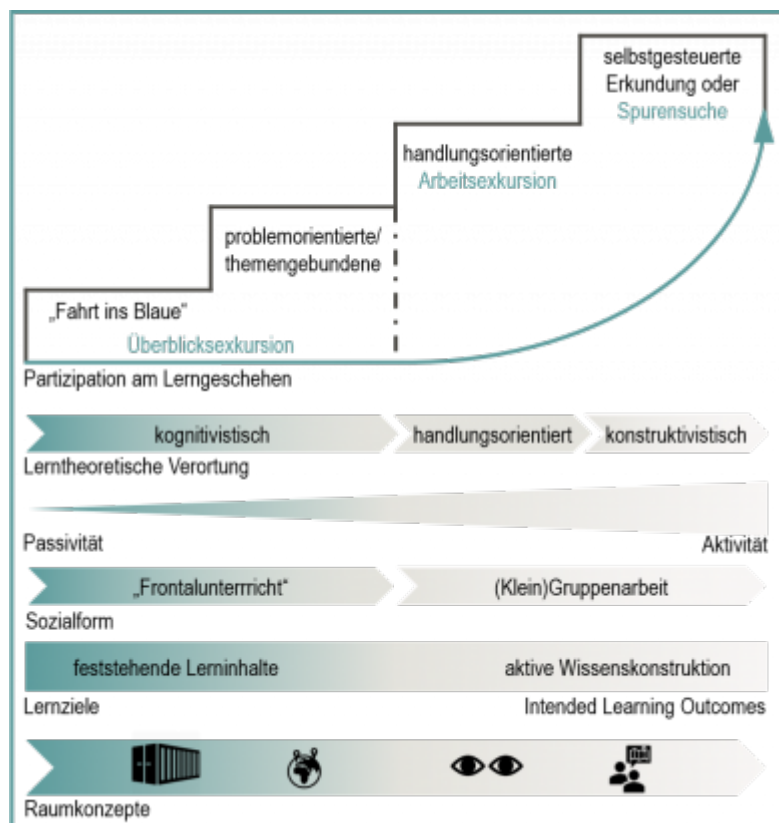 selbstgesteuerte
Erkundung oder
Spurensuche
handlungsorientierte
Arbeitsexkursion
problemorientierte/
themengebundene
„Fahrt ins Blaue“
Überblicksexkursion
Partizipation am Lerngeschehen
kognitivistisch handlungsorientiert konstruktivistisch
Lerntheoretische Verortung
Passivität Aktivität
„Frontalunterrricht“ (Klein)Gruppenarbeit
Sozialform
feststehende Lerninhalte aktive Wissenskonstruktion
Lernziele Intended Learning Outcomes
Raumkonzepte